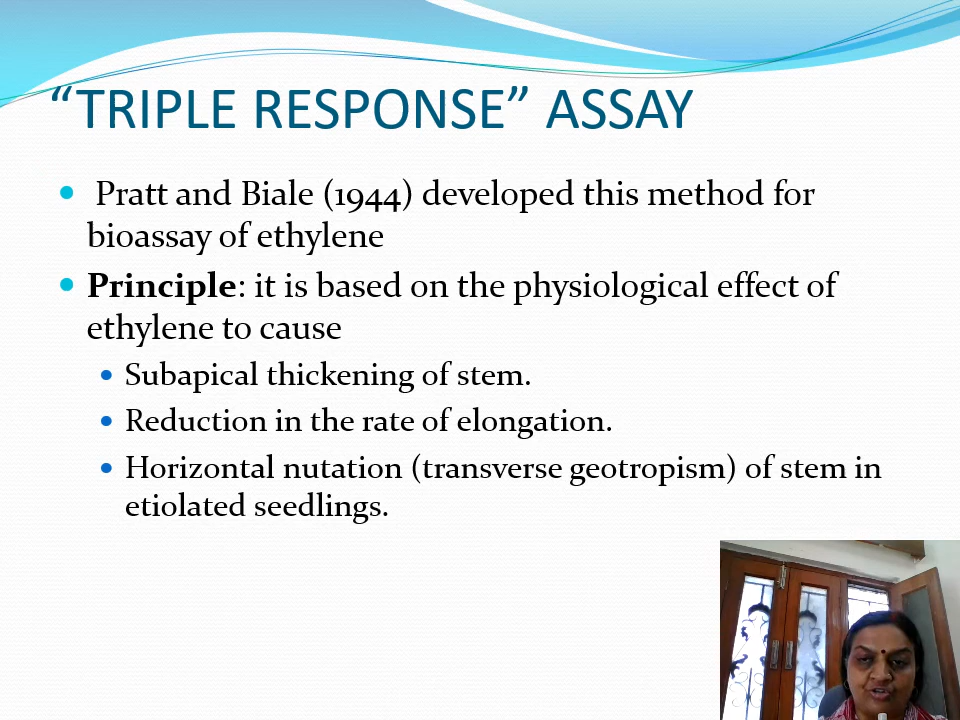 “TRIPLE RESPONSE” ASSAY
Pratt and Biale (1944) developed this method for
bioassay of ethylene
Principle: it is based on the physiological effect of
ethylene to cause
Subapical thickening of stem.
Reduction in the rate of elongation.
Horizontal nutation (transverse geotropism) of stem in
etiolated seedlings.